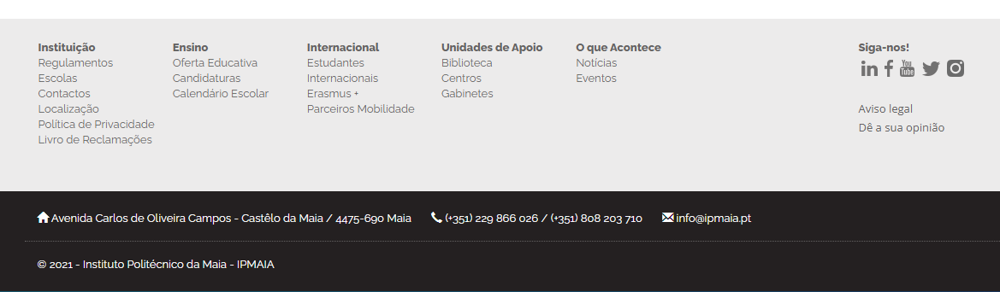 Instituição
Regulamentos
Escolas
Contactos
Localização
Política de Privacidade
Livro de Reclamações
Ensino
Oferta Educativa
Candidaturas
Calendário Escolar
Internacional
Estudantes
Internacionais
Erasmus +
Parceiros Mobilidade
Unidades de Apoio
Biblioteca
Centros
Gabinetes
O que Acontece
Notícias
Eventos
Siga-nos!
in f You Tube
Aviso legal
Dê a sua opinião
Avenida Carlos de Oliveira Campos - Castêlo da Maia / 4475-690 Maia (+351) 229 866 026 / (+351) 808 203 710 info@ipmaia.pt
© 2021 - Instituto Politécnico da Maia - IPMAIA